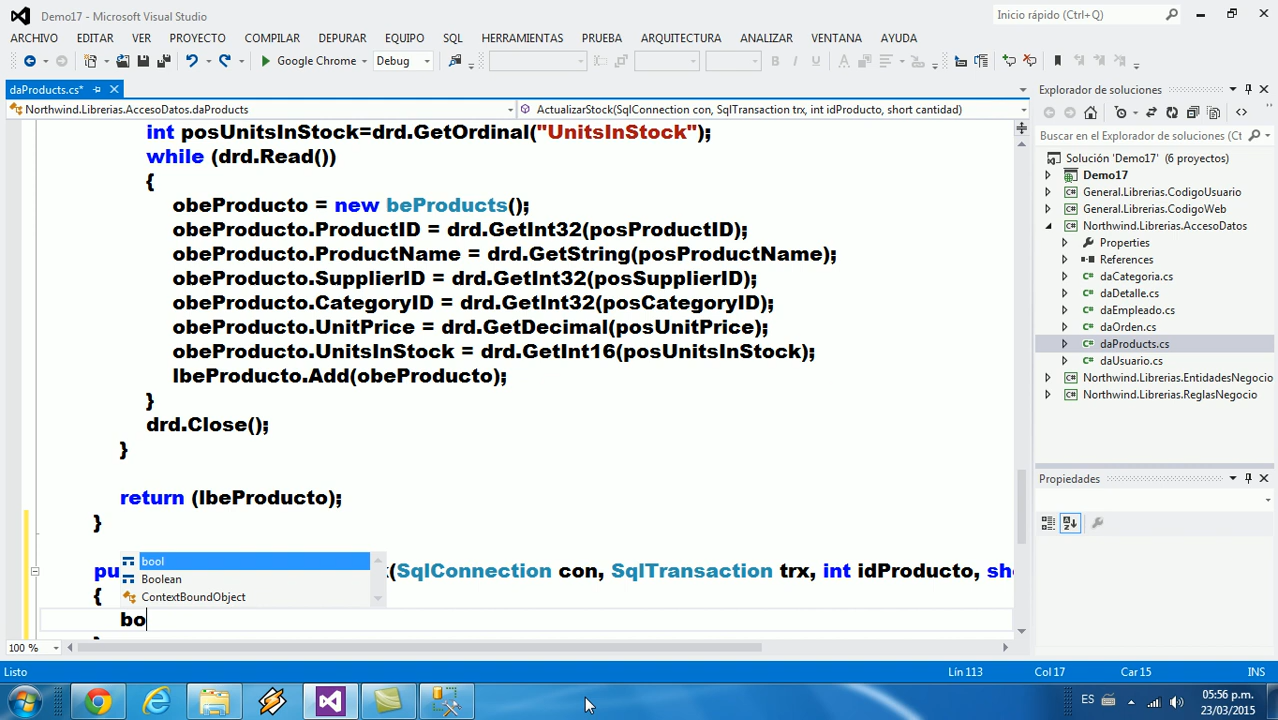 Demo17 - Microsoft Visual Studio
Inicio rápido (Ctrl+Q)
ARCHIVO EDITAR VER PROYECTO COMPILAR DEPURAR EQUIPO SQL HERRAMIENTAS PRUEBA ARQUITECTURA ANALIZAR VENTANA AYUDA
Google Chrome Debug
daProducts.cs*
Northwind.Librerias.AccesoDatos.daProducts
ActualizarStock(SqlConnection con, SqlTransaction trx, int idProducto, short cantidad)
int posUnitsInStock=drd.GetOrdinal("UnitsInStock");
while (drd.Read())
{
obeProducto = new beProducts();
obeProducto.ProductID = drd.GetInt32(posProductID);
obeProducto.ProductName = drd.GetString(posProductName);
obeProducto.SupplierID = drd.GetInt32(posSupplierID);
obeProducto.CategoryID = drd.GetInt32(posCategoryID);
obeProducto.UnitPrice = drd.GetDecimal(posUnitPrice);
obeProducto.UnitsInStock = drd.GetInt16(posUnitsInStock);
lbeProducto.Add(obeProducto);
}
drd.Close();
}
return (lbeProducto);
}
bool
Boolean
ContextBoundObject
pu k(SqlConnection con, SqlTransaction trx, int idProducto, sho
{
bo
100 %
Explorador de soluciones
Buscar en el Explorador de soluciones (Ct
Solución 'Demo17' (6 proyectos)
Demo17
General.Librerias.CodigoUsuario
General.Librerias.CodigoWeb
Northwind.Librerias.AccesoDatos
Properties
References
daCategoria.cs
daDetalle.cs
daEmpleado.cs
daOrden.cs
daProducts.cs
daUsuario.cs
Northwind.Librerias.EntidadesNegocio
Northwind.Librerias.ReglasNegocio
Propiedades
Listo
Lín 113 Col 17 Car 15 INS
ES
05:56 p.m.
23/03/2015